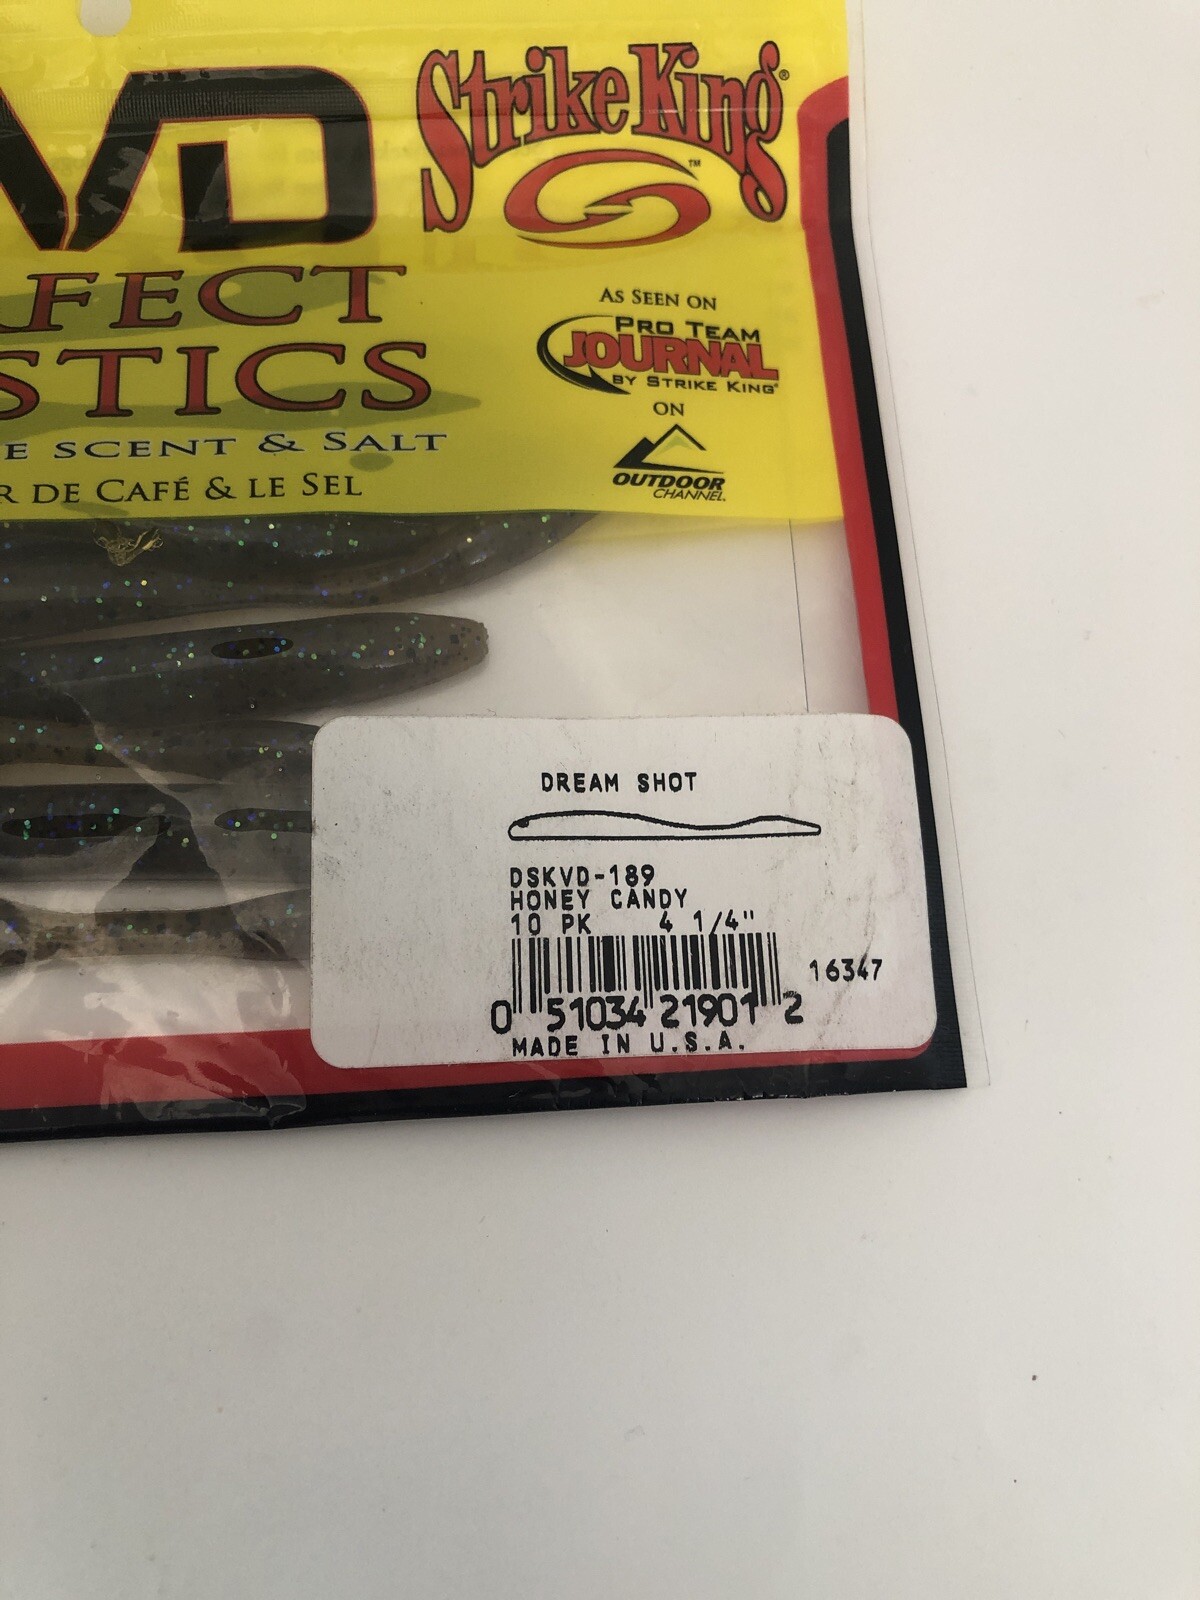 VD
Strike King®
™
FECT
STICS
E SCENT & SALT
R DE CAFÉ & LE SEL
AS SEEN ON
PRO TEAM
JOURNAL
BY STRIKE KING®
ON
OUTDOOR
CHANNEL.
DREAM SHOT
DSKVD-189
HONEY CANDY
10 PK 4 1/4"
16347
0 51034 21901 2
MADE IN U.S.A.